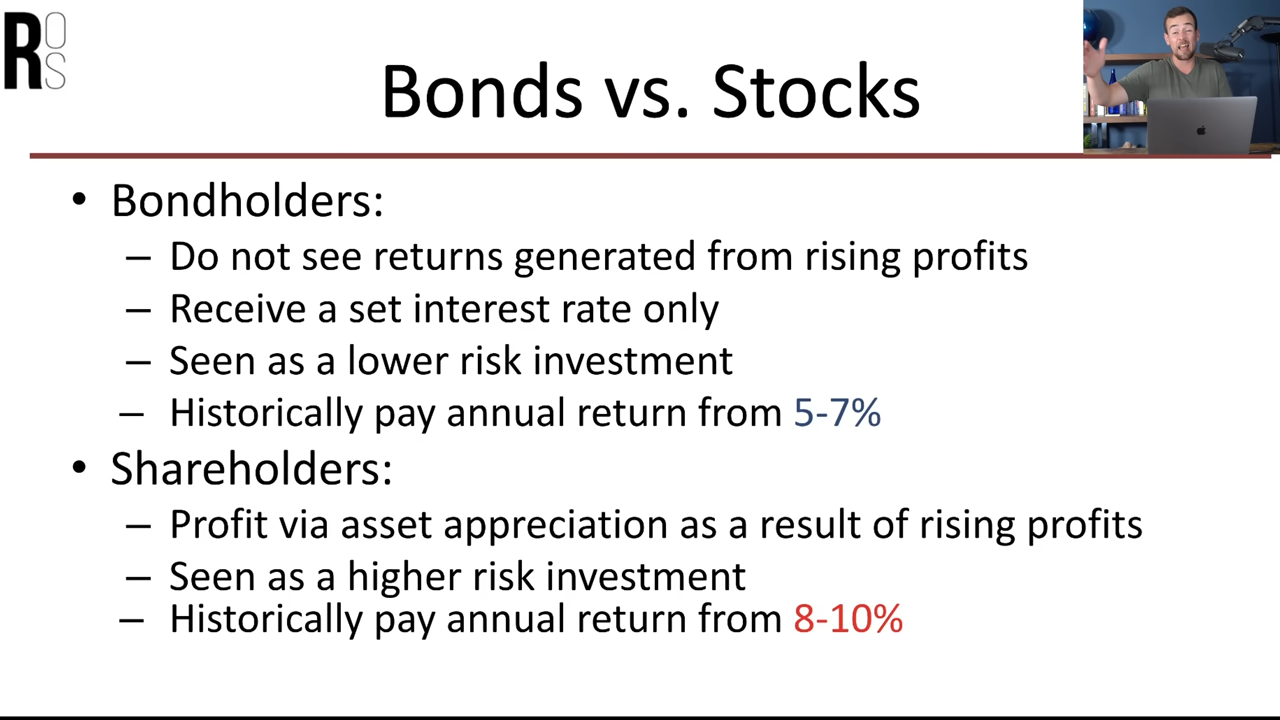 R OS
Bonds vs. Stocks
• Bondholders:
– Do not see returns generated from rising profits
– Receive a set interest rate only
– Seen as a lower risk investment
– Historically pay annual return from 5-7%
• Shareholders:
– Profit via asset appreciation as a result of rising profits
– Seen as a higher risk investment
– Historically pay annual return from 8-10%